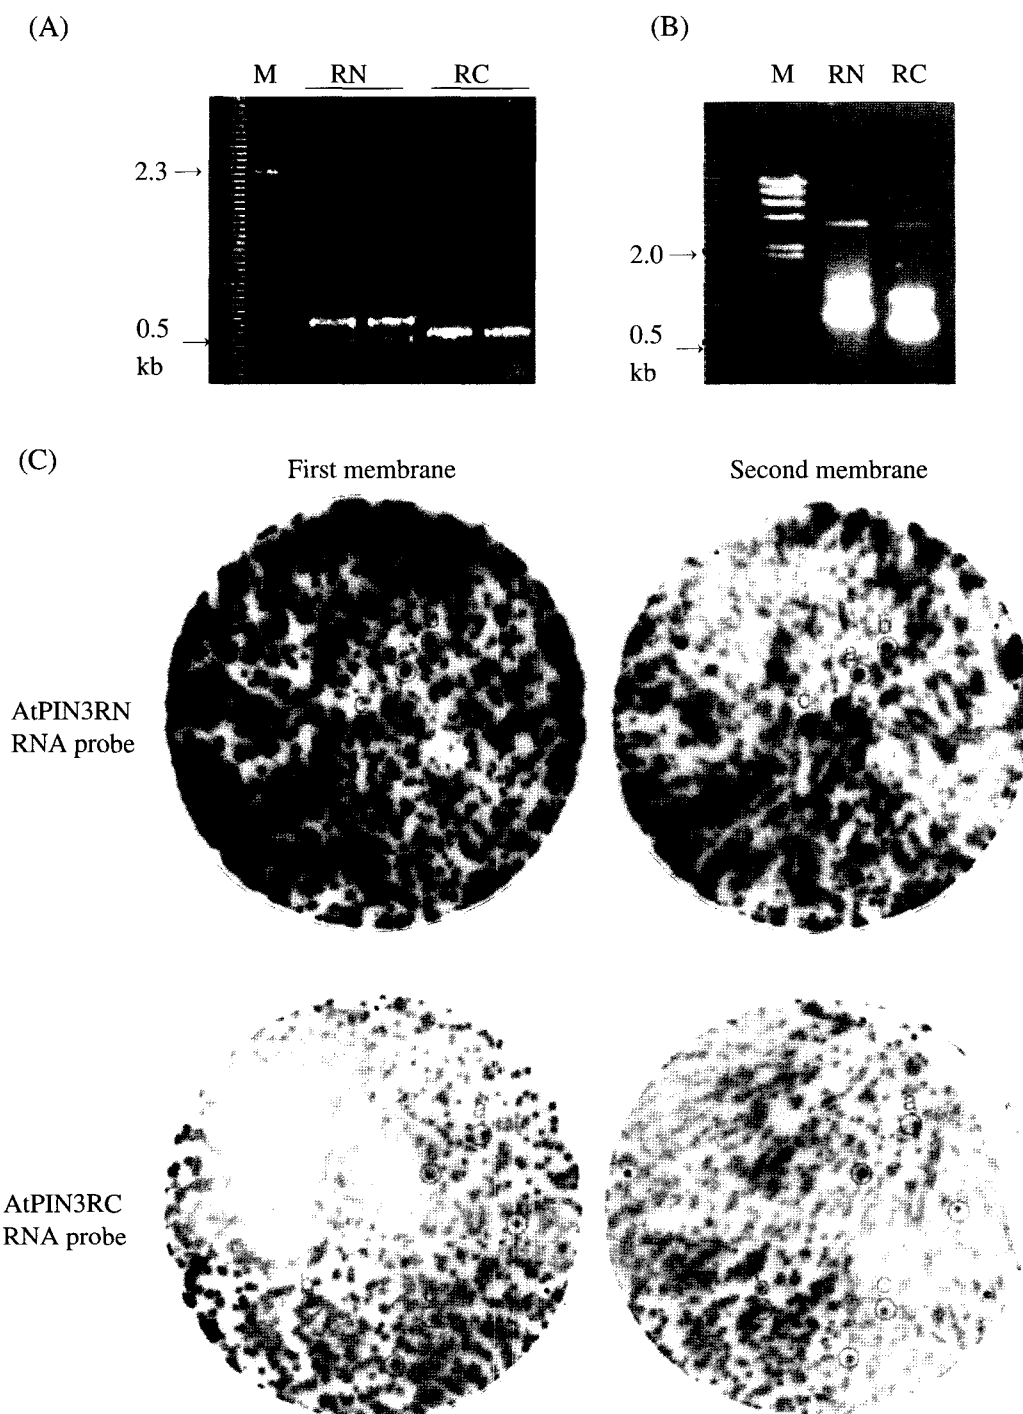 (A)
M RN RC
2.3 →
0.5 →
kb
(B)
M RN RC
2.0 →
0.5 →
kb
(C)
First membrane Second membrane
AtPIN3RN
RNA probe
b
a
c
AtPIN3RC
RNA probe
a
C